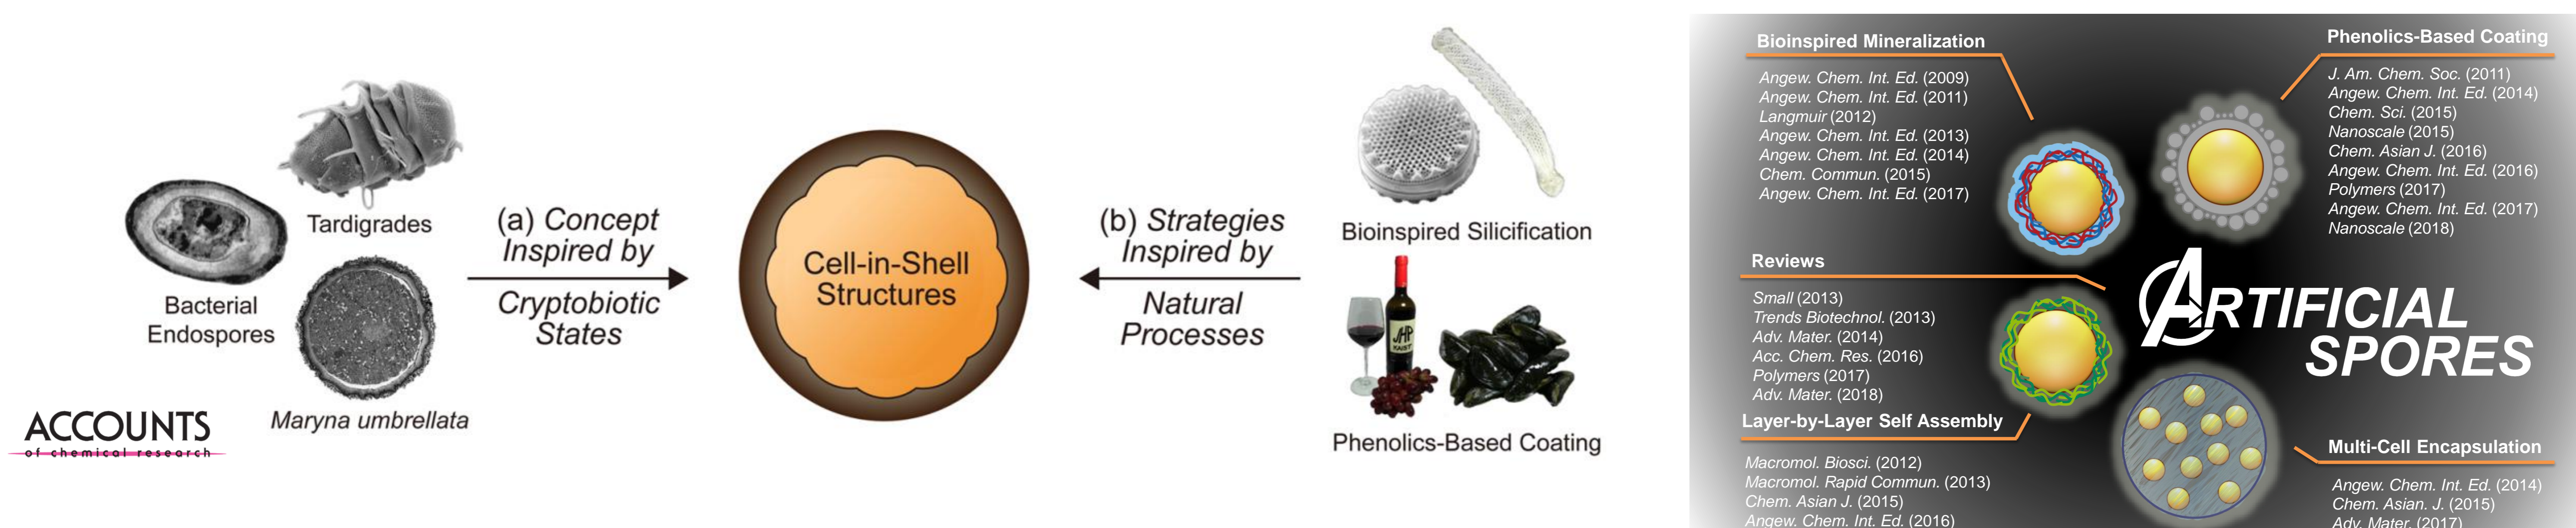 Tardigrades
Bacterial
Endospores
Maryna umbrellata
ACCOUNTS
of chemical research
(a) Concept
Inspired by
Cryptobiotic
States
Cell-in-Shell
Structures
(b) Strategies
Inspired by
Natural
Processes
Bioinspired Silicification
JHP
KAIST
Phenolics-Based Coating
Bioinspired Mineralization
Angew. Chem. Int. Ed. (2009)
Angew. Chem. Int. Ed. (2011)
Langmuir (2012)
Angew. Chem. Int. Ed. (2013)
Angew. Chem. Int. Ed. (2014)
Chem. Commun. (2015)
Angew. Chem. Int. Ed. (2017)
Phenolics-Based Coating
J. Am. Chem. Soc. (2011)
Angew. Chem. Int. Ed. (2014)
Chem. Sci. (2015)
Nanoscale (2015)
Chem. Asian J. (2016)
Angew. Chem. Int. Ed. (2016)
Polymers (2017)
Angew. Chem. Int. Ed. (2017)
Nanoscale (2018)
Reviews
Small (2013)
Trends Biotechnol. (2013)
Adv. Mater. (2014)
Acc. Chem. Res. (2016)
Polymers (2017)
Adv. Mater. (2018)
ARTIFICIAL
SPORES
Layer-by-Layer Self Assembly
Macromol. Biosci. (2012)
Macromol. Rapid Commun. (2013)
Chem. Asian J. (2015)
Angew. Chem. Int. Ed. (2016)
Multi-Cell Encapsulation
Angew. Chem. Int. Ed. (2014)
Chem. Asian. J. (2015)
Adv. Mater. (2017)